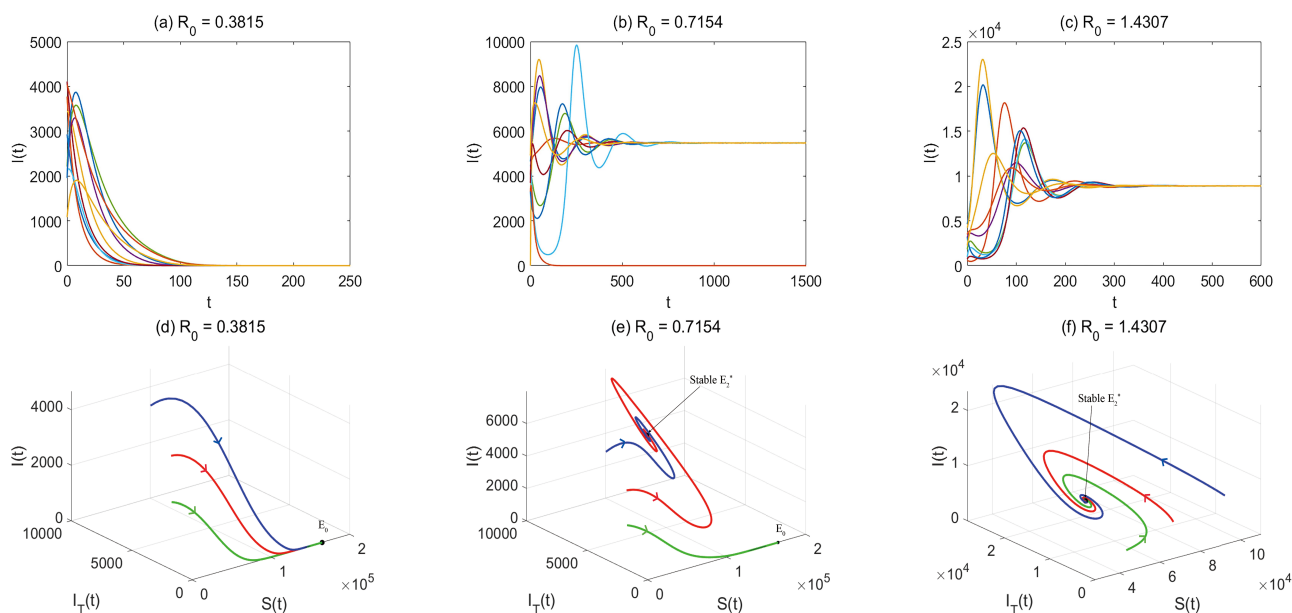 (a) R0 = 0.3815
5000
4000
3000
2000
1000
0
I(t)
0 50 100 150 200 250
t
(b) R0 = 0.7154
10000
8000
6000
4000
2000
0
I(t)
0 500 1000 1500
t
(c) R0 = 1.4307
×10^4
2.5
2
1.5
1
0.5
0
I(t)
0 100 200 300 400 500 600
t
(d) R0 = 0.3815
4000
2000
0
I(t)
10000
5000
0
I_T(t)
0 1 2
×10^5
S(t)
E0
(e) R0 = 0.7154
Stable E2*
6000
4000
2000
0
I(t)
10000
5000
0
I_T(t)
0 1 2
×10^5
S(t)
E0
(f) R0 = 1.4307
×10^4
Stable E2*
2
1
0
I(t)
2
1
0
×10^4
I_T(t)
4 6 8 10
×10^4
S(t)